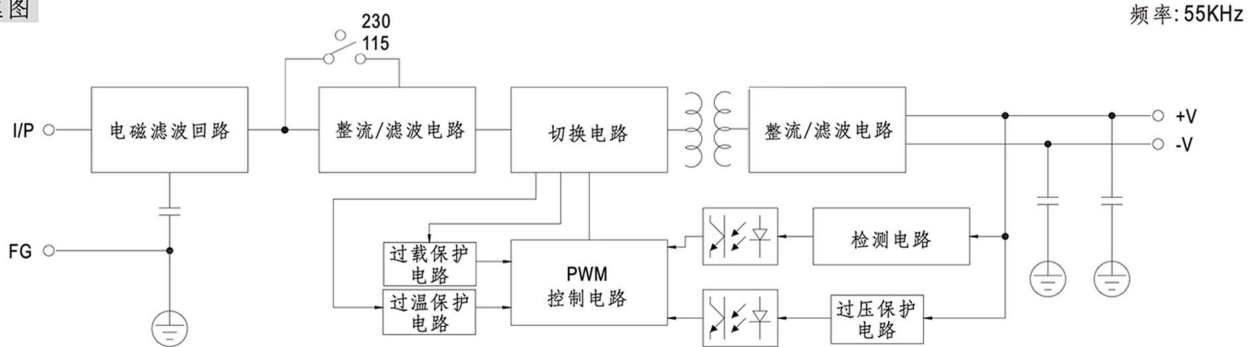 图
频率: 55KHz
230
115
I/P
电磁滤波回路
整流/滤波电路
切换电路
整流/滤波电路
+V
-V
FG
过载保护
电路
PWM
控制电路
检测电路
过温保护
电路
过压保护
电路